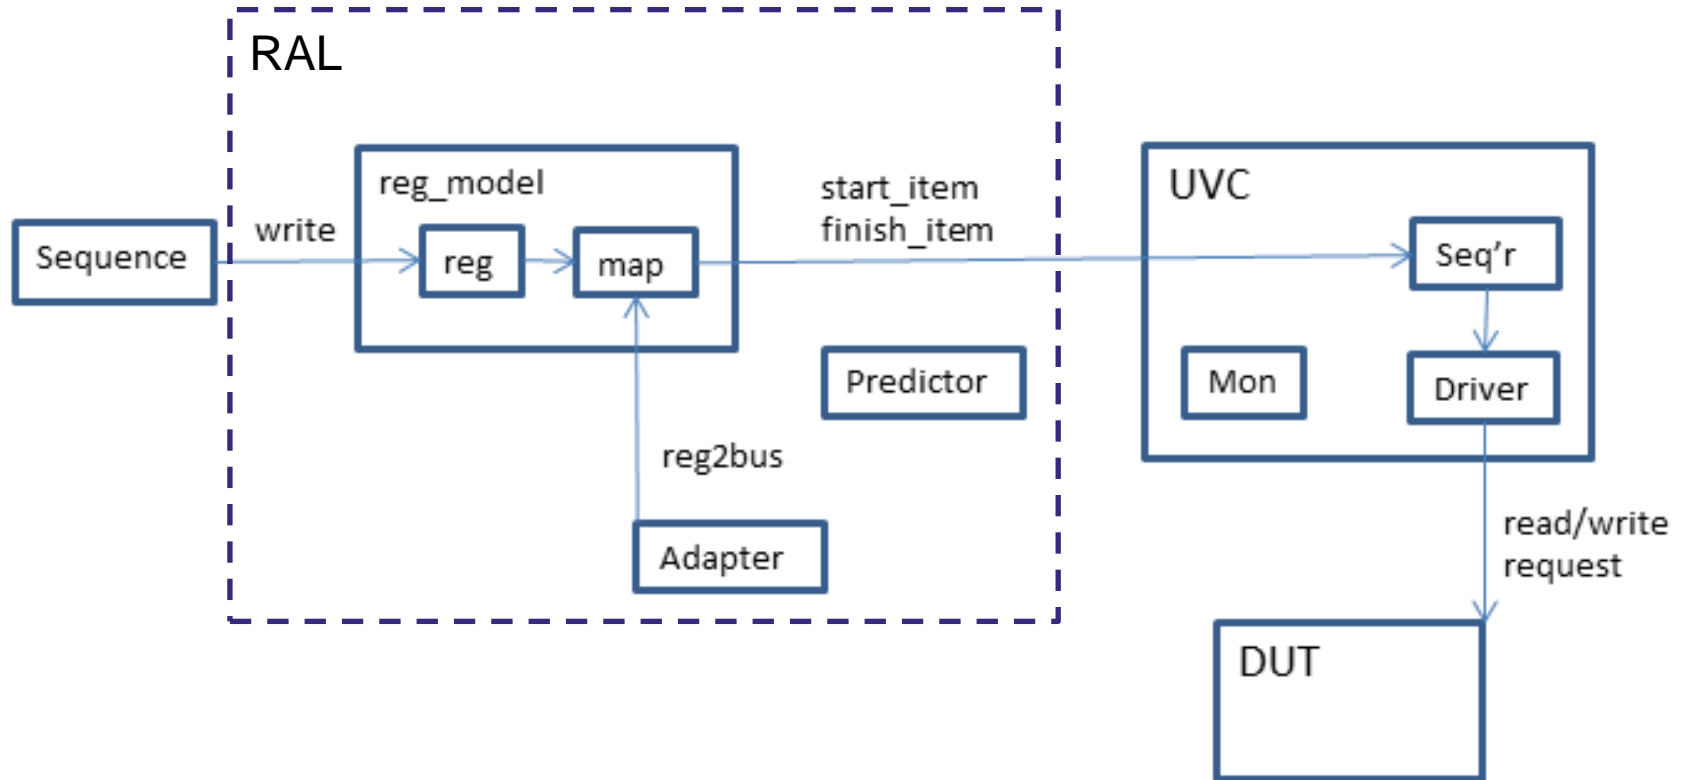 RAL
reg_model
Sequence
write
reg
map
start_item
finish_item
UVC
Seq’r
Predictor
Mon
Driver
reg2bus
Adapter
read/write
request
DUT